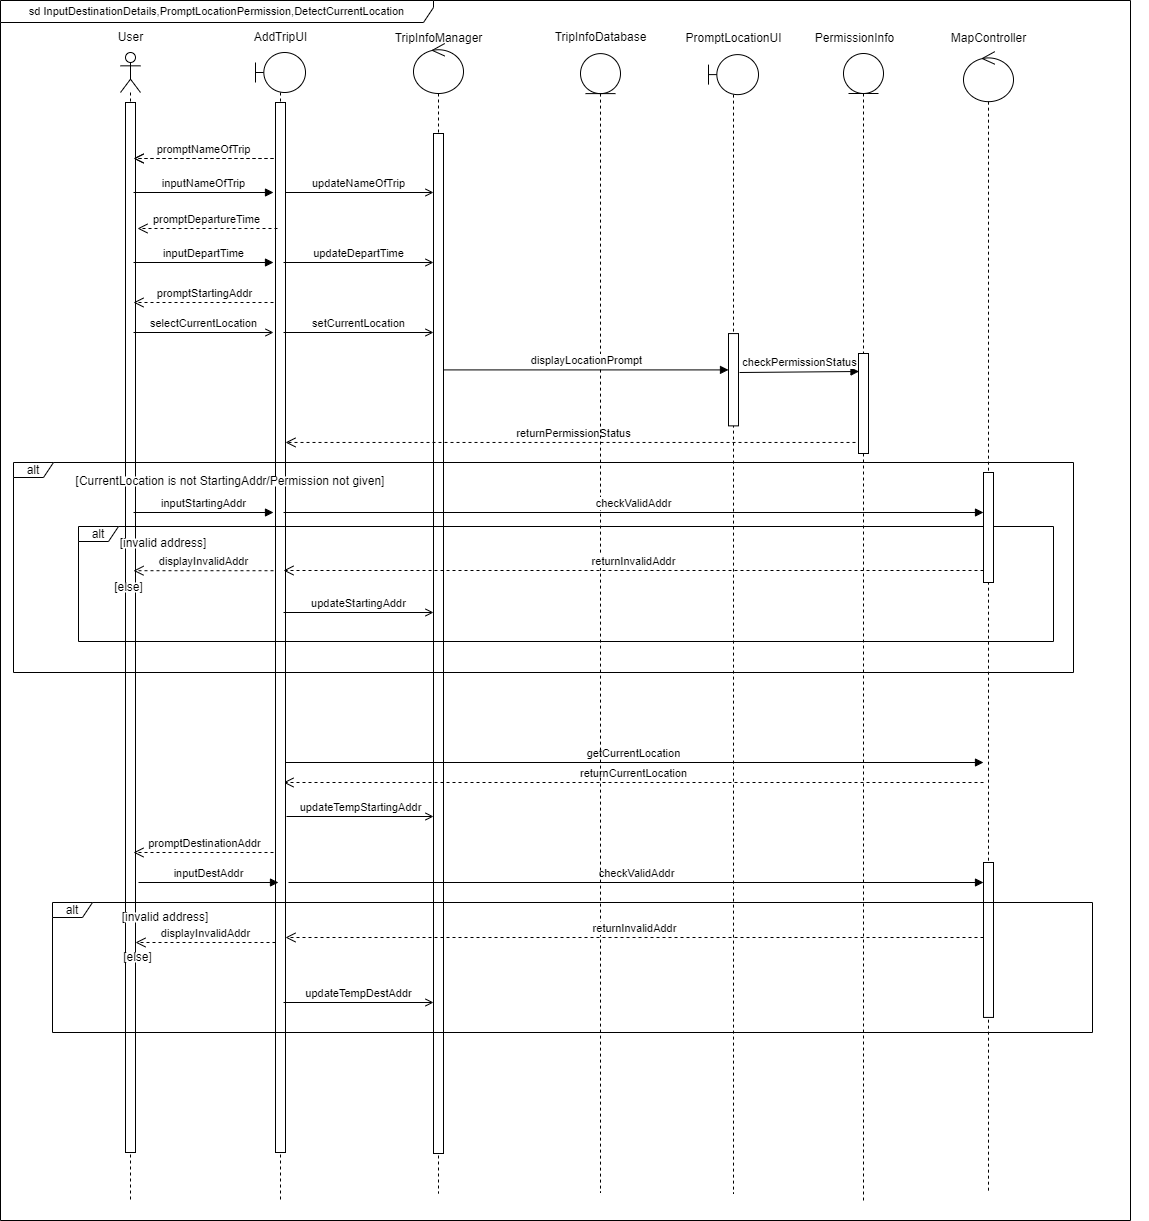 sd InputDestinationDetails,PromptLocationPermission,DetectCurrentLocation
User
AddTripUI
TripInfoManager
TripInfoDatabase
PromptLocationUI
PermissionInfo
MapController
promptNameOfTrip
inputNameOfTrip
updateNameOfTrip
promptDepartureTime
inputDepartTime
updateDepartTime
promptStartingAddr
selectCurrentLocation
setCurrentLocation
displayLocationPrompt
checkPermissionStatus
returnPermissionStatus
alt
[CurrentLocation is not StartingAddr/Permission not given]
inputStartingAddr
checkValidAddr
alt
[invalid address]
displayInvalidAddr
returnInvalidAddr
[else]
updateStartingAddr
getCurrentLocation
returnCurrentLocation
updateTempStartingAddr
promptDestinationAddr
inputDestAddr
checkValidAddr
alt
[invalid address]
displayInvalidAddr
returnInvalidAddr
[else]
updateTempDestAddr